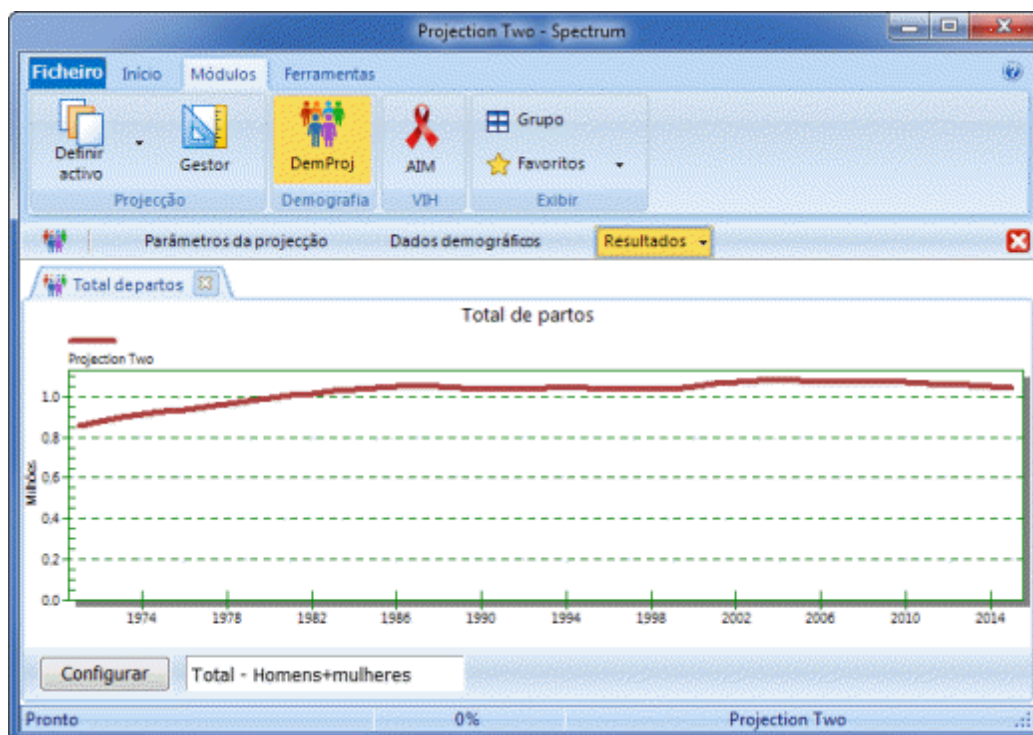 Projection Two - Spectrum
Ficheiro Início Módulos Ferramentas
Definir activo
Gestor
DemProj
AIM
Grupo
Favoritos
Projecção Demografia VIH Exibir
Parâmetros da projecção Dados demográficos Resultados
Total de partos
Total de partos
Projection Two
Milhões
1.0
0.8
0.6
0.4
0.2
0.0
1974 1978 1982 1986 1990 1994 1998 2002 2006 2010 2014
Configurar Total - Homens+mulheres
Pronto 0% Projection Two